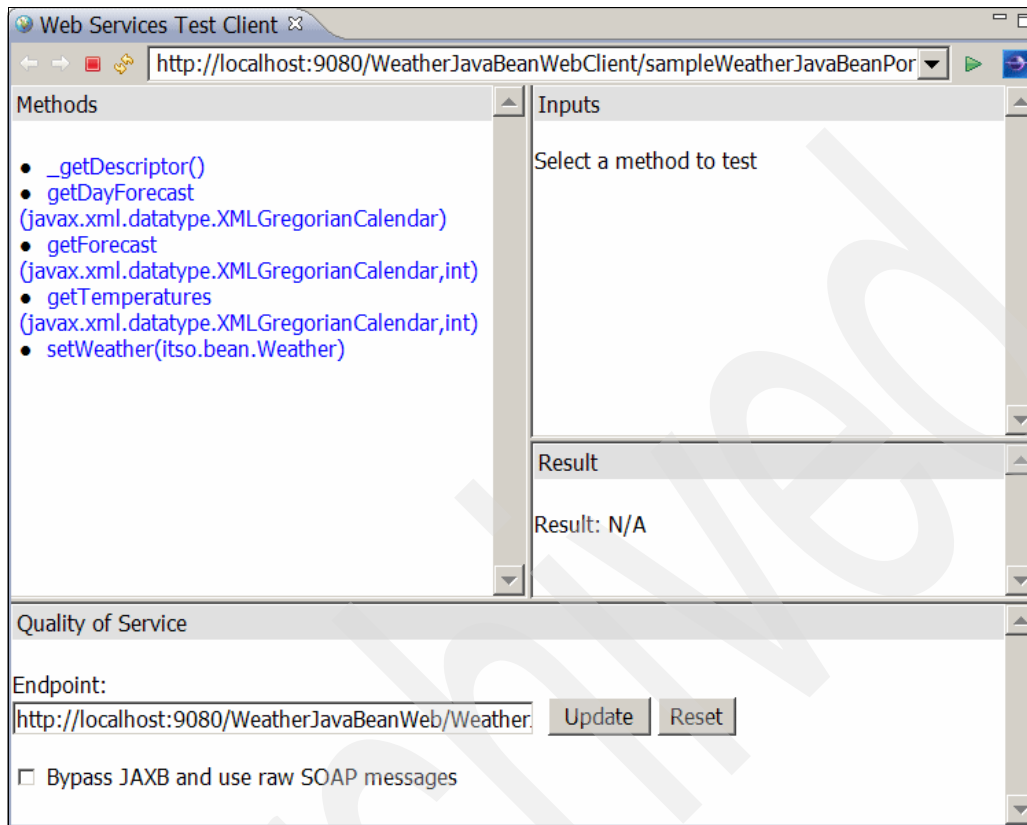 Web Services Test Client
http://localhost:9080/WeatherJavaBeanWebClient/sampleWeatherJavaBeanPor
Methods
• _getDescriptor()
• getDayForecast
(javax.xml.datatype.XMLGregorianCalendar)
• getForecast
(javax.xml.datatype.XMLGregorianCalendar,int)
• getTemperatures
(javax.xml.datatype.XMLGregorianCalendar,int)
• setWeather(itso.bean.Weather)
Inputs
Select a method to test
Result
Result: N/A
Quality of Service
Endpoint:
http://localhost:9080/WeatherJavaBeanWeb/Weather
Update Reset
Bypass JAXB and use raw SOAP messages